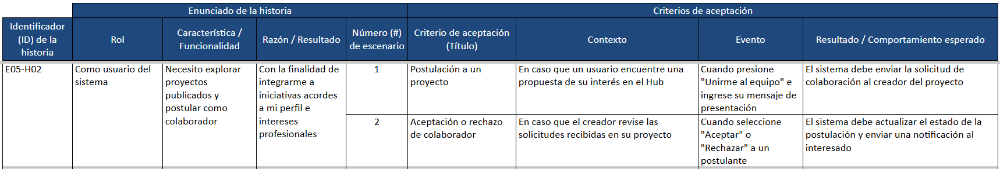 Enunciado de la historia
Criterios de aceptación
Identificador
(ID) de la
historia
Rol
Característica /
Funcionalidad
Razón / Resultado
Número (#)
de escenario
Criterio de aceptación
(Título)
Contexto
Evento
Resultado / Comportamiento esperado
E05-H02
Como usuario del
sistema
Necesito explorar
proyectos
publicados y
postular como
colaborador
Con la finalidad de
integrarme a
iniciativas acordes
a mi perfil e
intereses
profesionales
1
Postulación a un
proyecto
En caso que un usuario encuentre una
propuesta de su interés en el Hub
Cuando presione
"Unirme al equipo" e
ingrese su mensaje de
presentación
El sistema debe enviar la solicitud de
colaboración al creador del proyecto
2
Aceptación o rechazo
de colaborador
En caso que el creador revise las
solicitudes recibidas en su proyecto
Cuando seleccione
"Aceptar" o
"Rechazar" a un
postulante
El sistema debe actualizar el estado de la
postulación y enviar una notificación al
interesado